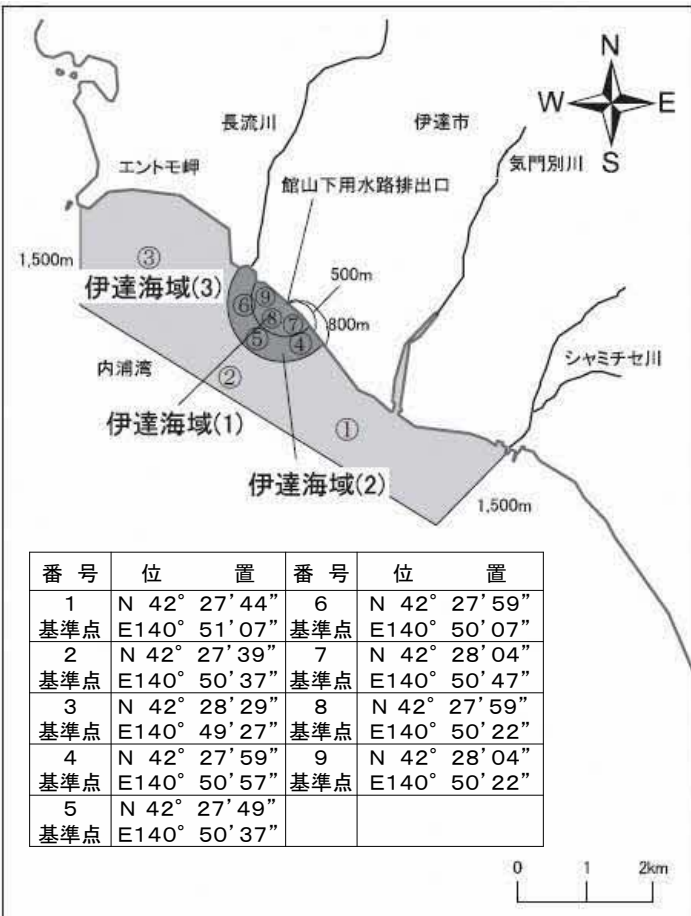 N
W E
S
長流川
伊達市
気門別川
エントモ岬
館山下用水路排出口
1,500m
③
500m
伊達海域(3)
⑨
⑥
⑧ ⑦
800m
⑤ ④
シャミチセ川
内浦湾
②
伊達海域(1)
①
伊達海域(2)
1,500m
番 号 位 置 番 号 位 置
1 N 42° 27’44” 6 N 42° 27’59”
基準点 E140° 51’07” 基準点 E140° 50’07”
2 N 42° 27’39” 7 N 42° 28’04”
基準点 E140° 50’37” 基準点 E140° 50’47”
3 N 42° 28’29” 8 N 42° 27’59”
基準点 E140° 49’27” 基準点 E140° 50’22”
4 N 42° 27’59” 9 N 42° 28’04”
基準点 E140° 50’57” 基準点 E140° 50’22”
5 N 42° 27’49”
基準点 E140° 50’37”
0 1 2km